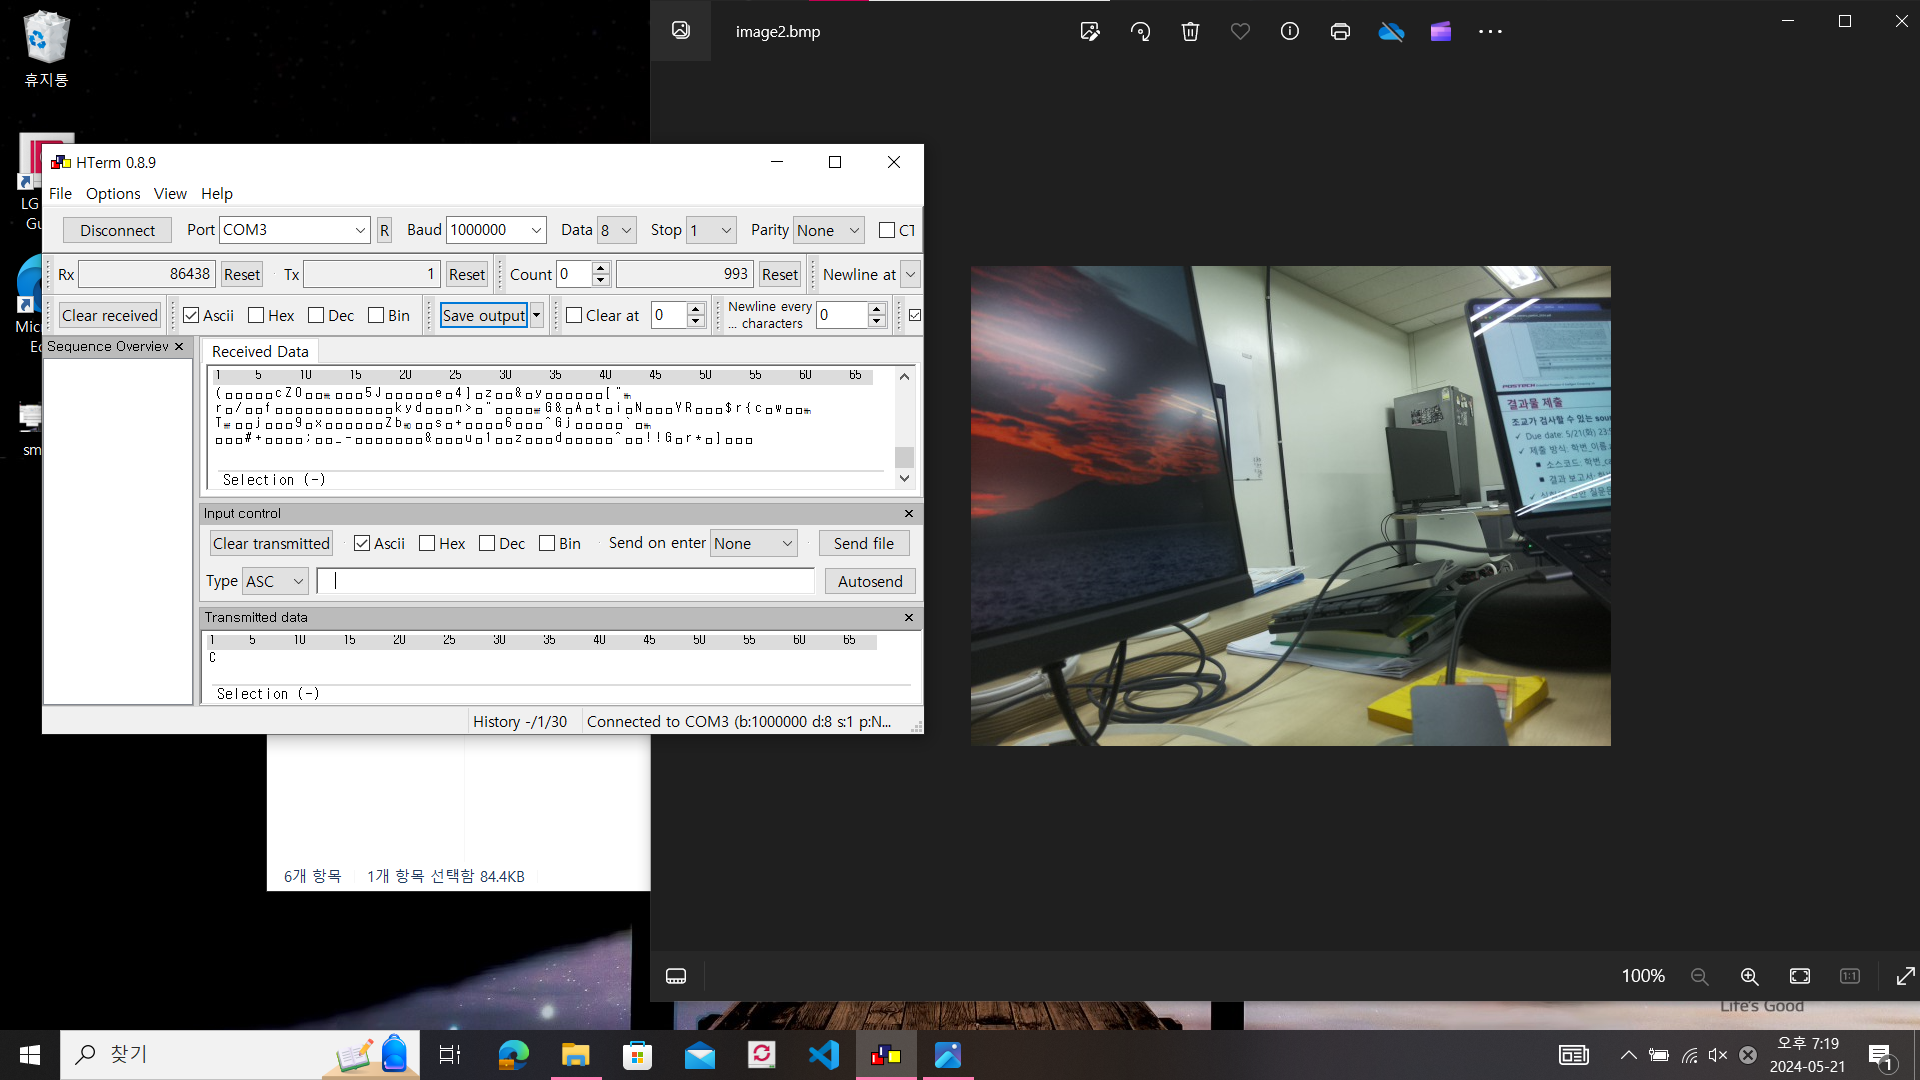 휴지통
image2.bmp
HTerm 0.8.9
File Options View Help
LG
Disconnect Port COM3 R Baud 1000000 Data 8 Stop 1 Parity None
Rx 86438 Reset Tx 1 Reset Count 0 993 Reset Newline at
Clear received Ascii Hex Dec Bin Save output Clear at 0 Newline every ... characters 0
Sequence Overview
Received Data
1 5 10 15 20 25 30 35 40 45 50 55 60 65
Selection (-)
Input control
Clear transmitted Ascii Hex Dec Bin Send on enter None Send file
Type ASC Autosend
Transmitted data
1 5 10 15 20 25 30 35 40 45 50 55 60 65
C
Selection (-)
History -/1/30 Connected to COM3 (b:1000000 d:8 s:1 p:N...
POSTECH
결과물 제출
조교가 검사할 수 있는 sour
✓ Due date: 5/21(화) 23:5
✓ 제출 방식: 학번_이름.
■ 소스코드: 학번_
■ 결과 보고서:
6개 항목 1개 항목 선택함 84.4KB
100%
1:1
Life's Good
찾기
오후 7:19
2024-05-21
1